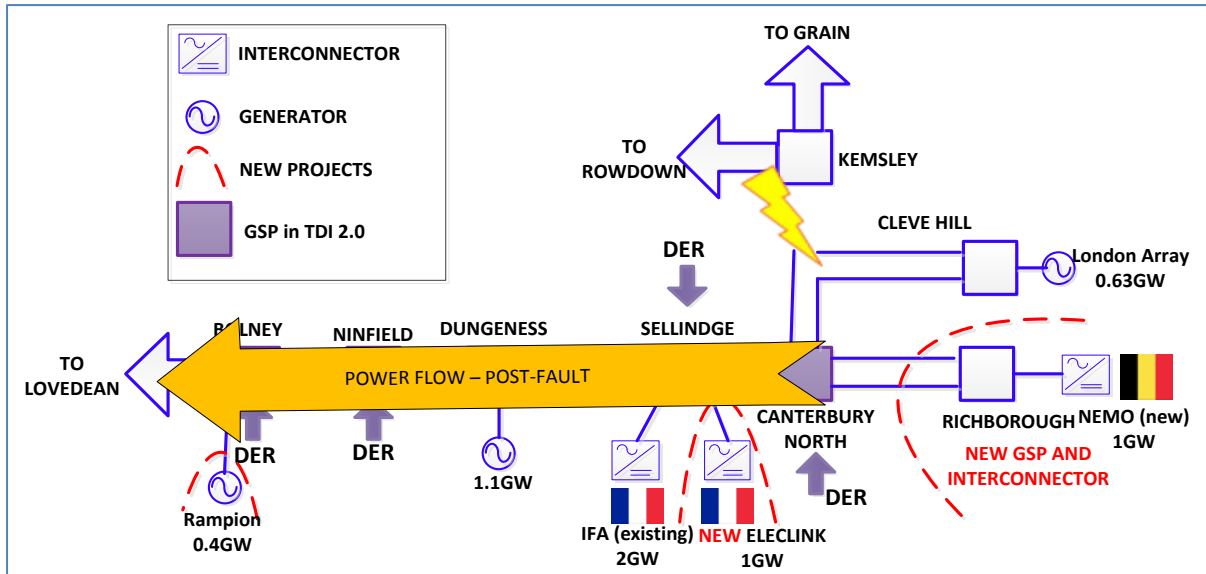 INTERCONNECTOR
GENERATOR
NEW PROJECTS
GSP in TDI 2.0
TO GRAIN
TO
ROWDOWN
KEMSLEY
CLEVE HILL
London Array
0.63GW
DER
BOLNEY
NINFIELD
DUNGENESS
SELLINDGE
TO
LOVEDEAN
POWER FLOW – POST-FAULT
CANTERBURY
NORTH
RICHBOROUGH
NEMO (new)
1GW
NEW GSP AND
INTERCONNECTOR
DER
DER
DER
1.1GW
Rampion
0.4GW
IFA (existing)
2GW
NEW ELECLINK
1GW